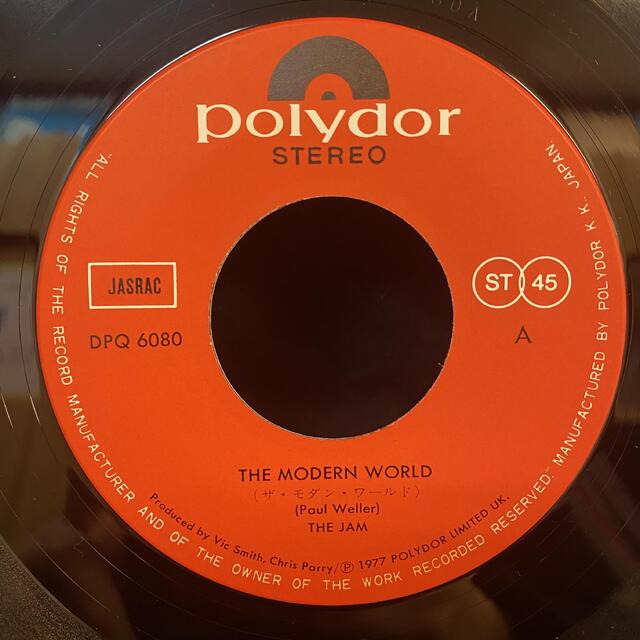 polydor
STEREO
JASRAC
DPQ 6080
ST 45
A
THE MODERN WORLD
(ザ・モダン・ワールド)
(Paul Weller)
THE JAM
Produced by Vic Smith, Chris Parry/Ⓟ 1977 POLYDOR LIMITED UK.
"ALL RIGHTS OF THE RECORD MANUFACTURER AND OF THE OWNER OF THE WORK RECORDED RESERVED." MANUFACTURED BY POLYDOR K.K., JAPAN